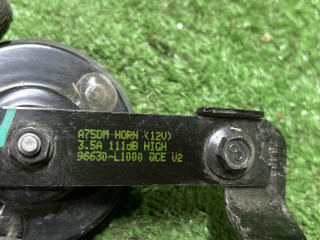 A75DM HORN (12V)
3.5A 111dB HIGH
96630-L1000 QCE V2